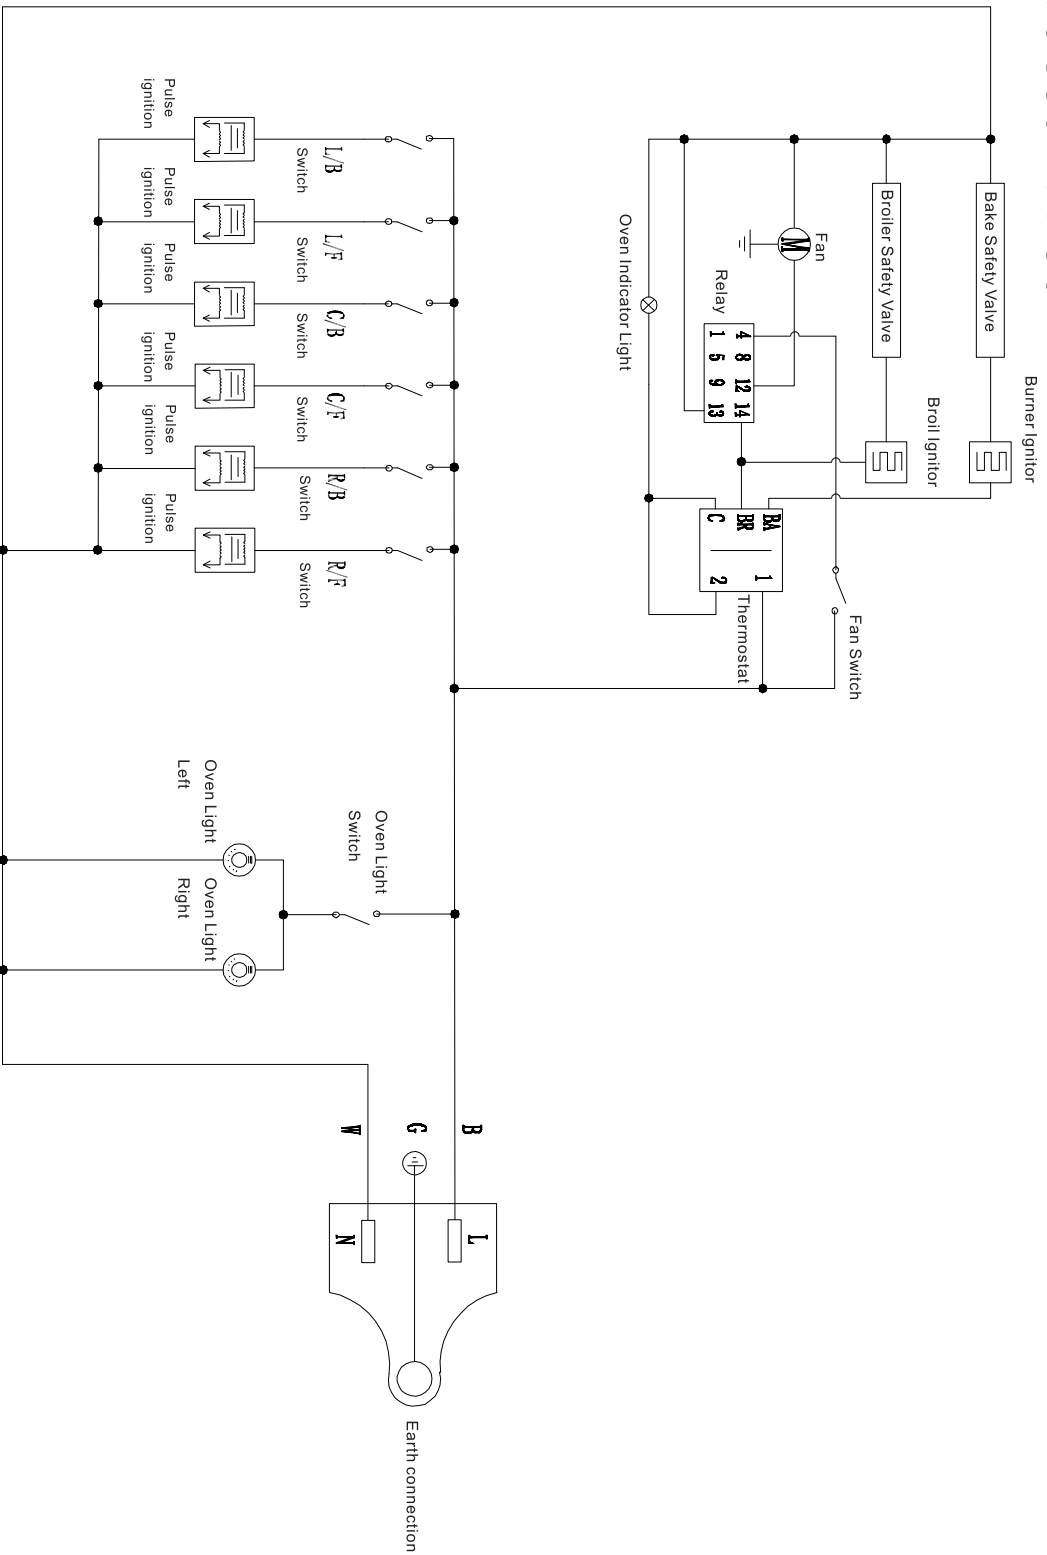 Burner Ignitor
Bake Safety Valve
Broil Ignitor
Broiler Safety Valve
Fan Switch
Fan
BA 1
4 8 12 14
BR
Thermostat
Relay
1 5 9 13
C 2
Oven Indicator Light
B
L
G
Earth connection
Oven Light
Switch
W
N
L/B
Switch
L/F
Switch
C/B
Switch
C/F
Switch
R/B
Switch
R/F
Switch
Oven Light
Left
Oven Light
Right
Pulse
ignition
Pulse
ignition
Pulse
ignition
Pulse
ignition
Pulse
ignition
Pulse
ignition